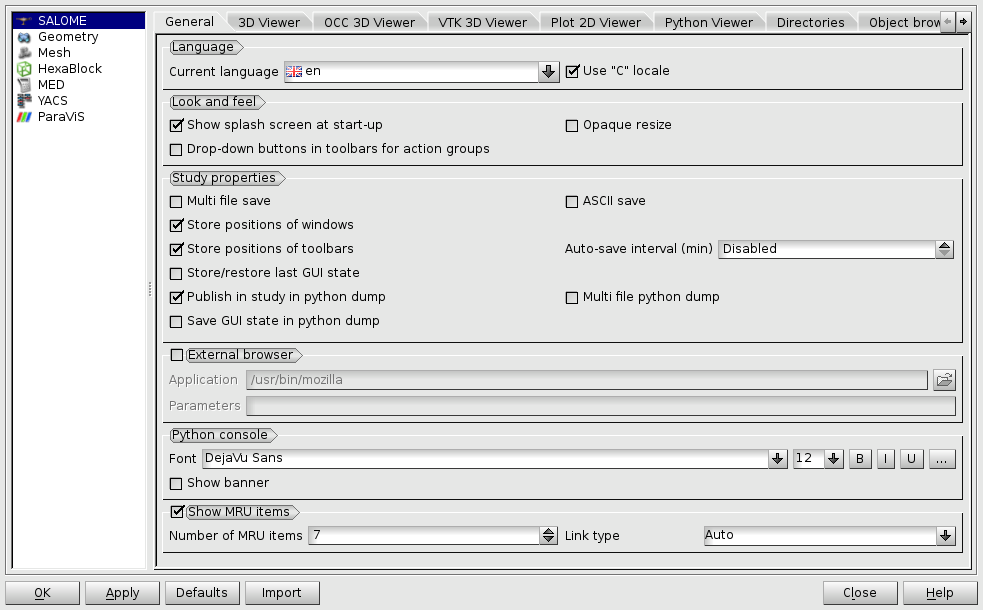 SALOME
Geometry
Mesh
HexaBlock
MED
YACS
ParaViS
General 3D Viewer OCC 3D Viewer VTK 3D Viewer Plot 2D Viewer Python Viewer Directories Object brow
Language
Current language en Use "C" locale
Look and feel
Show splash screen at start-up Opaque resize
Drop-down buttons in toolbars for action groups
Study properties
Multi file save ASCII save
Store positions of windows
Store positions of toolbars Auto-save interval (min) Disabled
Store/restore last GUI state
Publish in study in python dump Multi file python dump
Save GUI state in python dump
External browser
Application /usr/bin/mozilla
Parameters
Python console
Font DejaVu Sans 12 B I U ...
Show banner
Show MRU items
Number of MRU items 7 Link type Auto
OK Apply Defaults Import Close Help